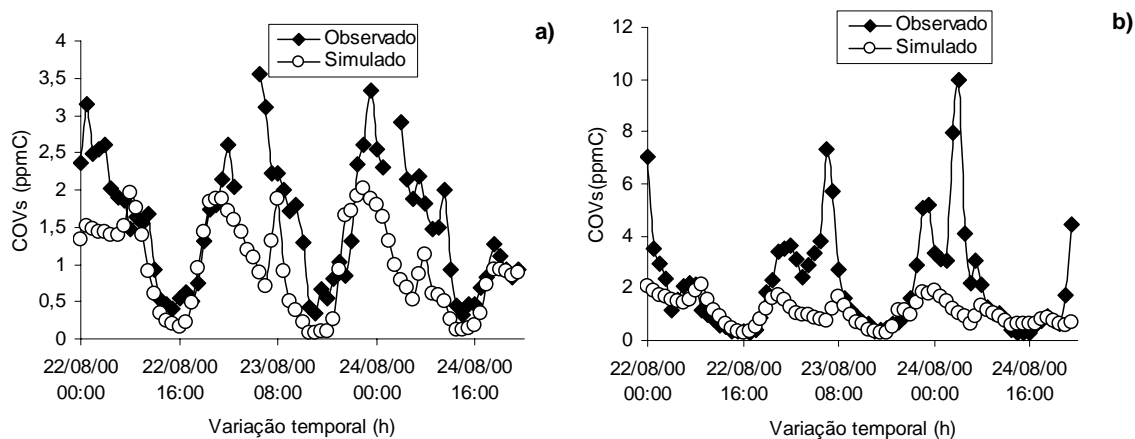 a)
Observado
Simulado
COVs (ppmC)
4
3,5
3
2,5
2
1,5
1
0,5
0
22/08/00 22/08/00 23/08/00 24/08/00 24/08/00
00:00 16:00 08:00 00:00 16:00
Variação temporal (h)
b)
Observado
Simulado
COVs(ppmC)
12
10
8
6
4
2
0
22/08/00 22/08/00 23/08/00 24/08/00 24/08/00
00:00 16:00 08:00 00:00 16:00
Variação temporal (h)